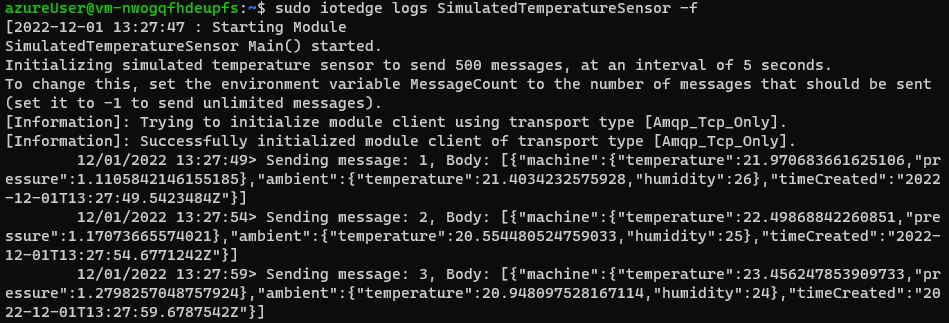 azureUser@vm-nwogqfhdeupfs:~$ sudo iotedge logs SimulatedTemperatureSensor -f
[2022-12-01 13:27:47 : Starting Module
SimulatedTemperatureSensor Main() started.
Initializing simulated temperature sensor to send 500 messages, at an interval of 5 seconds.
To change this, set the environment variable MessageCount to the number of messages that should be sent
(set it to -1 to send unlimited messages).
[Information]: Trying to initialize module client using transport type [Amqp_Tcp_Only].
[Information]: Successfully initialized module client of transport type [Amqp_Tcp_Only].
        12/01/2022 13:27:49> Sending message: 1, Body: [{"machine":{"temperature":21.970683661625106,"pr
essure":1.1105842146155185},"ambient":{"temperature":21.4034232575928,"humidity":26},"timeCreated":"2022
-12-01T13:27:49.5423484Z"}]
        12/01/2022 13:27:54> Sending message: 2, Body: [{"machine":{"temperature":22.49868842260851,"pre
ssure":1.17073665574021},"ambient":{"temperature":20.554480524759033,"humidity":25},"timeCreated":"2022-
12-01T13:27:54.6771242Z"}]
        12/01/2022 13:27:59> Sending message: 3, Body: [{"machine":{"temperature":23.456247853909733,"pr
essure":1.2798257048757924},"ambient":{"temperature":20.948097528167114,"humidity":24},"timeCreated":"20
22-12-01T13:27:59.6787542Z"}]